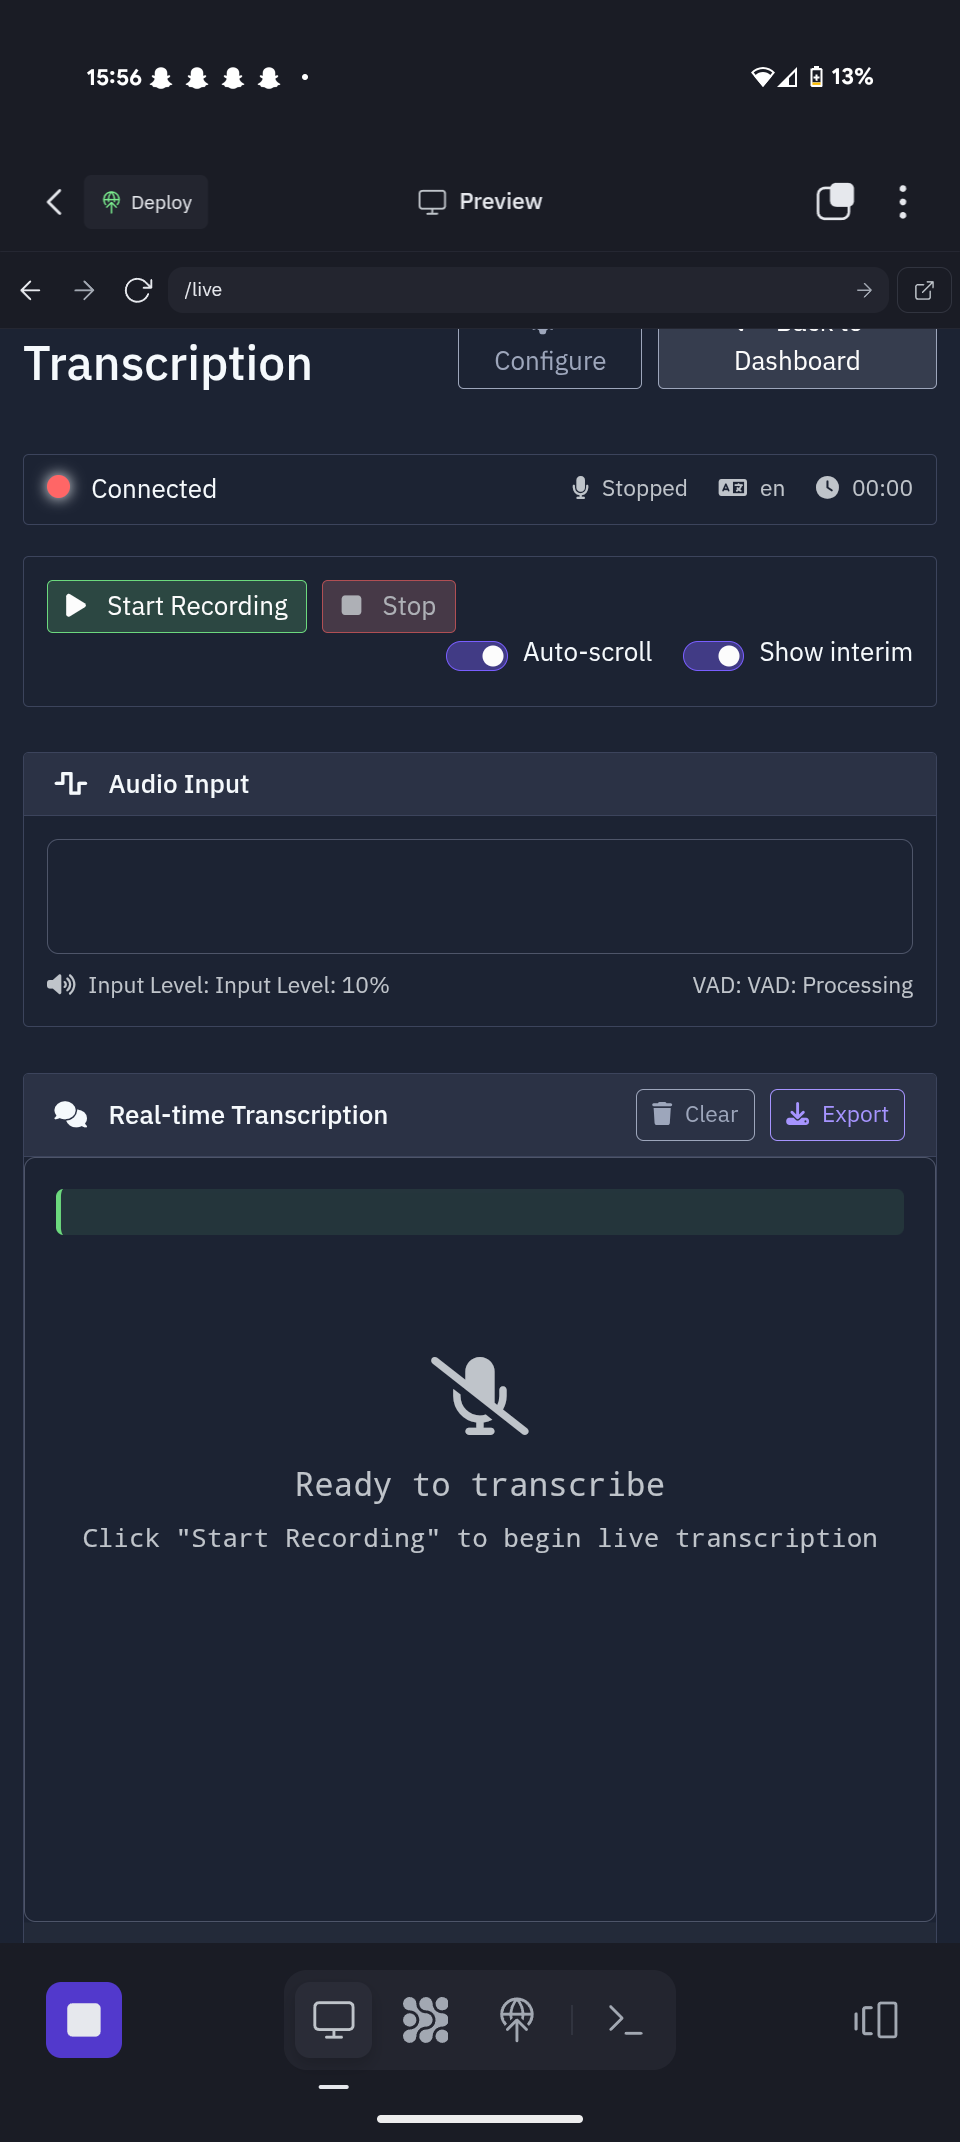 15:56
13%
Deploy
Preview
/live
Back to
Transcription
Configure
Dashboard
Connected
Stopped
en
00:00
Start Recording
Stop
Auto-scroll
Show interim
Audio Input
Input Level: Input Level: 10%
VAD: VAD: Processing
Real-time Transcription
Clear
Export
Ready to transcribe
Click "Start Recording" to begin live transcription